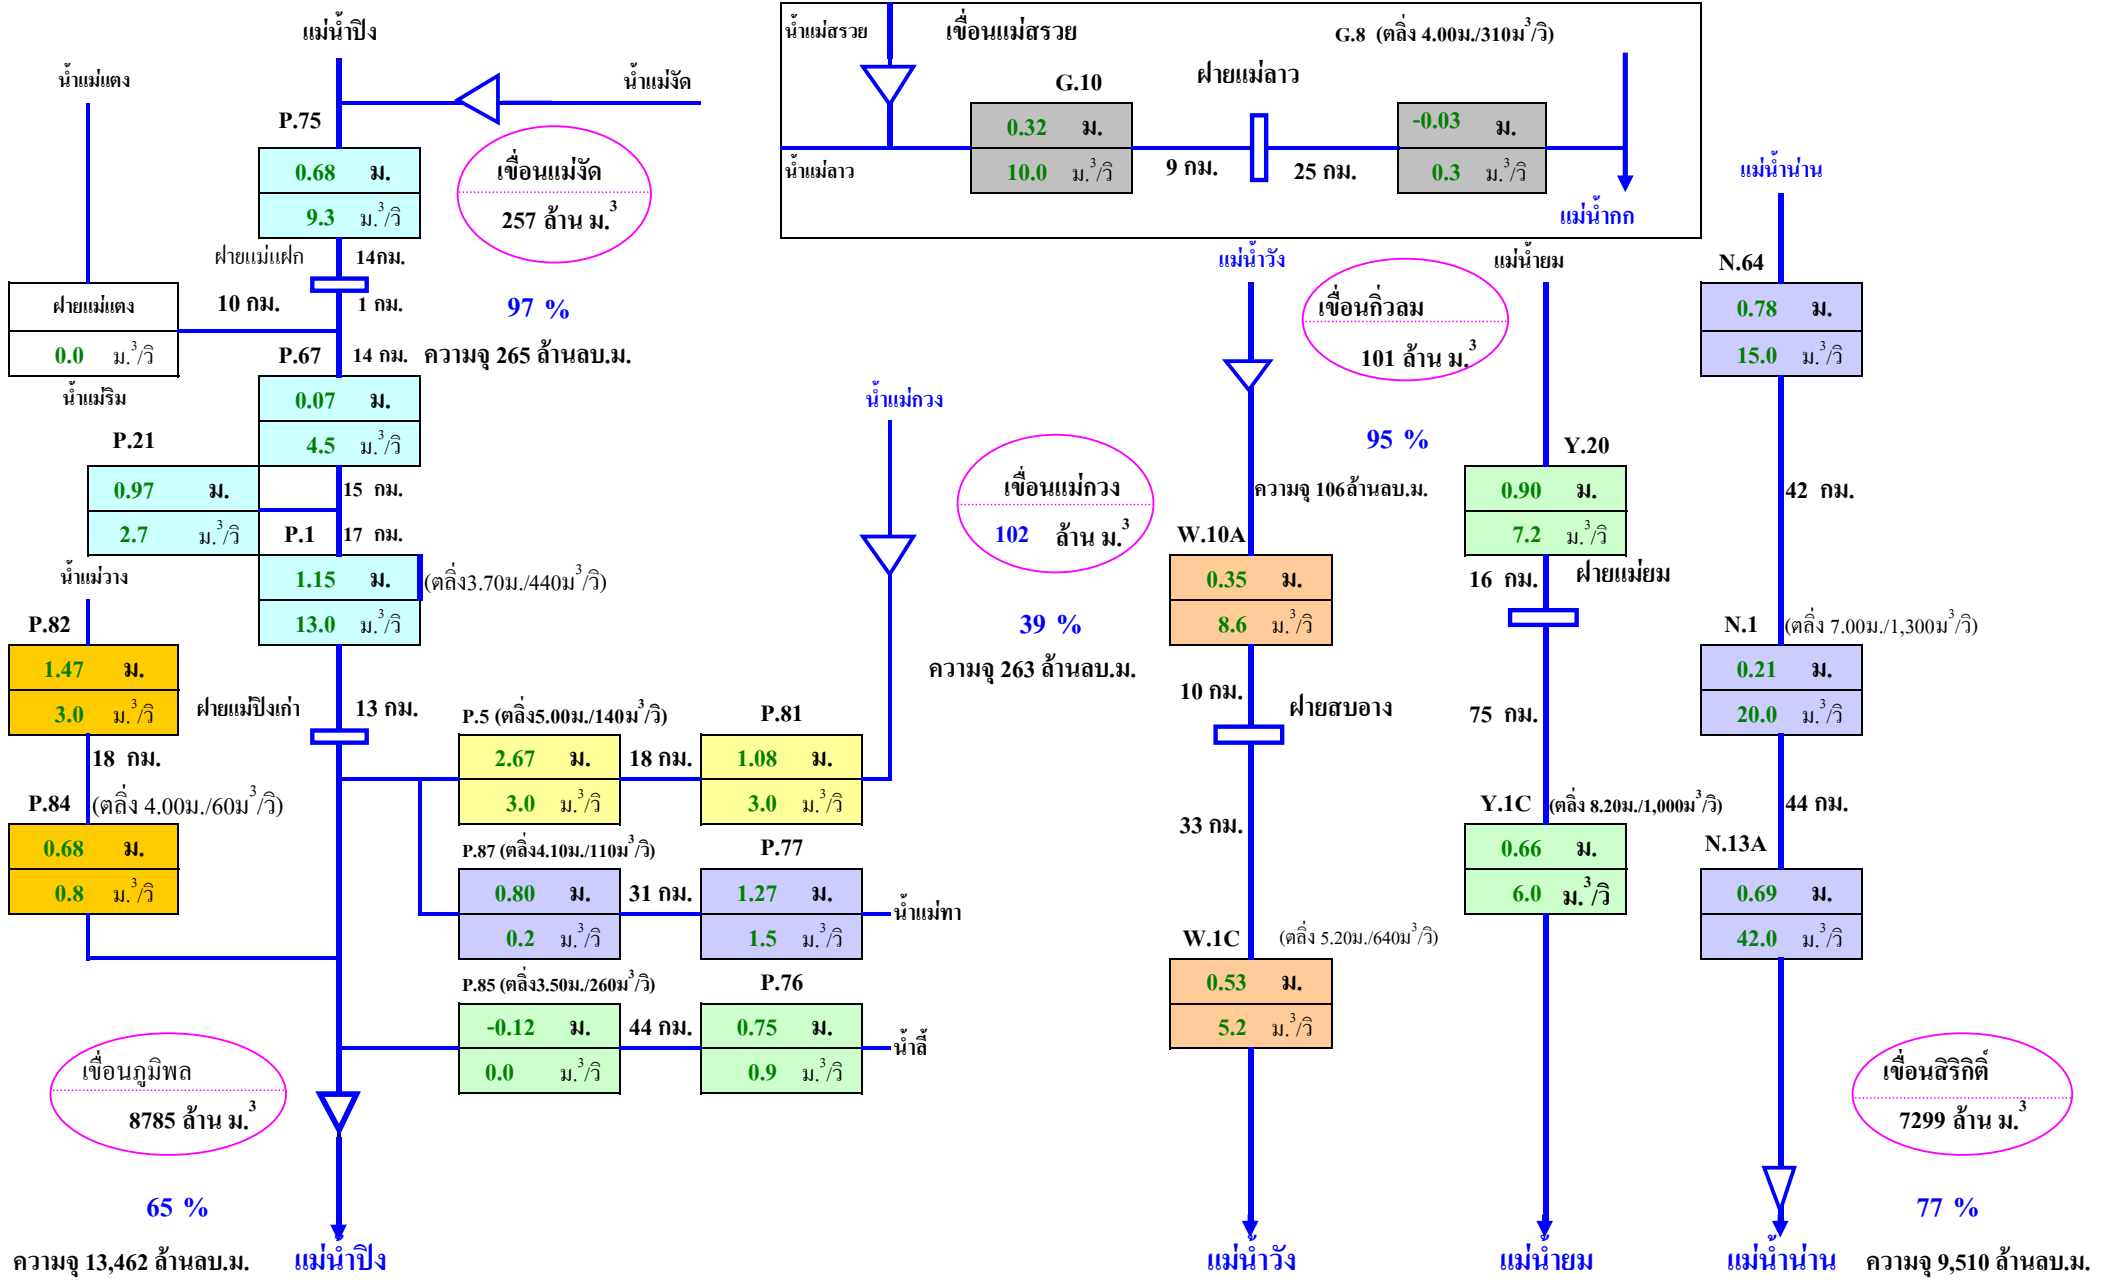 แม่น้ำปิง
น้ำแม่แตง
น้ำแม่งัด
P.75
0.68 ม.
9.3 ม.³/วิ
เขื่อนแม่งัด
257 ล้าน ม.³
ฝายแม่แฝก
14กม.
ฝายแม่แตง
0.0 ม.³/วิ
10 กม.
1 กม.
97 %
น้ำแม่ริม
P.67
14 กม.
ความจุ 265 ล้านลบ.ม.
0.07 ม.
4.5 ม.³/วิ
P.21
0.97 ม.
2.7 ม.³/วิ
15 กม.
P.1
17 กม.
1.15 ม.
13.0 ม.³/วิ
(ตลิ่ง3.70ม./440ม³/วิ)
น้ำแม่วาง
P.82
1.47 ม.
3.0 ม.³/วิ
ฝายแม่ปิงเก่า
13 กม.
18 กม.
P.84
(ตลิ่ง 4.00ม./60ม³/วิ)
0.68 ม.
0.8 ม.³/วิ
น้ำแม่กวง
เขื่อนแม่กวง
102 ล้าน ม.³
39 %
ความจุ 263 ล้านลบ.ม.
P.5 (ตลิ่ง5.00ม./140ม³/วิ)
P.81
2.67 ม.
3.0 ม.³/วิ
18 กม.
1.08 ม.
3.0 ม.³/วิ
P.87 (ตลิ่ง4.10ม./110ม³/วิ)
P.77
0.80 ม.
0.2 ม.³/วิ
31 กม.
1.27 ม.
1.5 ม.³/วิ
น้ำแม่ทา
P.85 (ตลิ่ง3.50ม./260ม³/วิ)
P.76
-0.12 ม.
0.0 ม.³/วิ
44 กม.
0.75 ม.
0.9 ม.³/วิ
น้ำลี้
เขื่อนภูมิพล
8785 ล้าน ม.³
65 %
ความจุ 13,462 ล้านลบ.ม.
แม่น้ำปิง
น้ำแม่สรวย
เขื่อนแม่สรวย
G.8 (ตลิ่ง 4.00ม./310ม³/วิ)
G.10
ฝายแม่ลาว
0.32 ม.
10.0 ม.³/วิ
น้ำแม่ลาว
9 กม.
25 กม.
-0.03 ม.
0.3 ม.³/วิ
แม่น้ำกก
แม่น้ำวัง
เขื่อนกิ่วลม
101 ล้าน ม.³
95 %
ความจุ 106ล้านลบ.ม.
W.10A
0.35 ม.
8.6 ม.³/วิ
10 กม.
ฝายสบอาง
33 กม.
W.1C
(ตลิ่ง 5.20ม./640ม³/วิ)
0.53 ม.
5.2 ม.³/วิ
แม่น้ำวัง
แม่น้ำยม
Y.20
0.90 ม.
7.2 ม.³/วิ
16 กม.
ฝายแม่ยม
75 กม.
Y.1C
(ตลิ่ง 8.20ม./1,000ม³/วิ)
0.66 ม.
6.0 ม.³/วิ
แม่น้ำยม
แม่น้ำน่าน
N.64
0.78 ม.
15.0 ม.³/วิ
42 กม.
N.1
(ตลิ่ง 7.00ม./1,300ม³/วิ)
0.21 ม.
20.0 ม.³/วิ
44 กม.
N.13A
0.69 ม.
42.0 ม.³/วิ
เขื่อนสิริกิติ์
7299 ล้าน ม.³
77 %
แม่น้ำน่าน
ความจุ 9,510 ล้านลบ.ม.